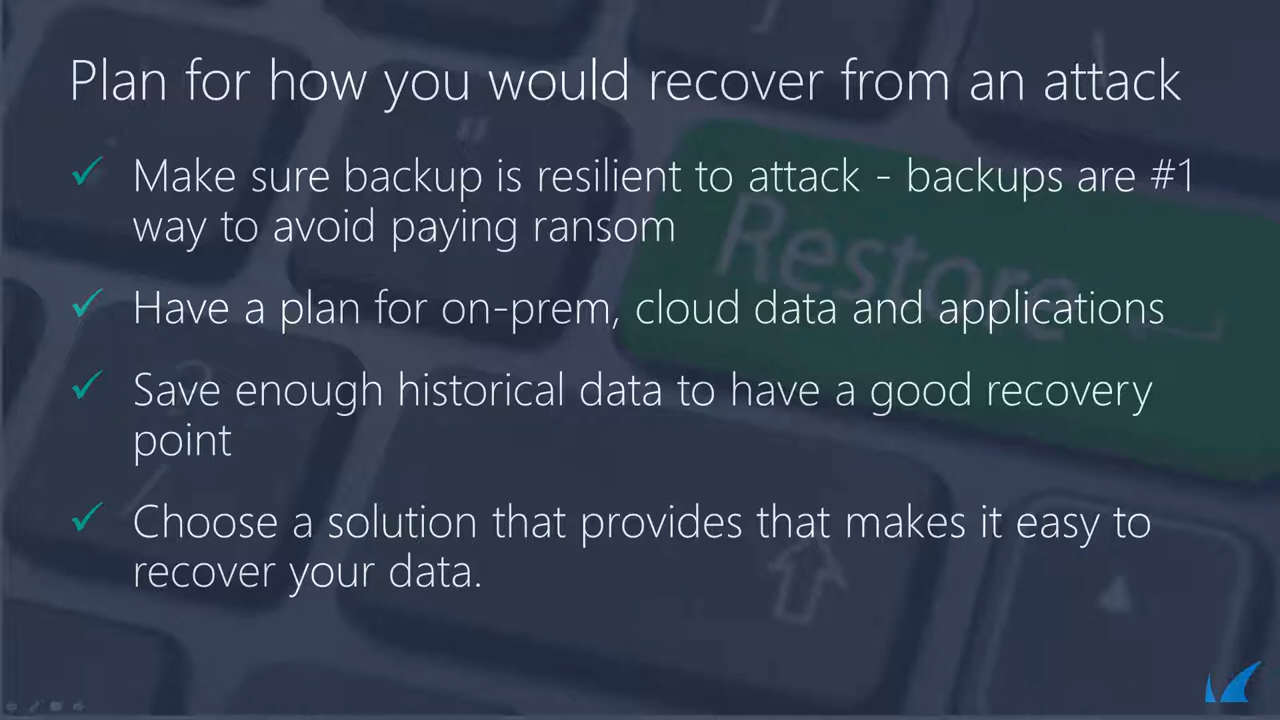 Plan for how you would recover from an attack
✓ Make sure backup is resilient to attack - backups are #1
way to avoid paying ransom
Restore
✓ Have a plan for on-prem, cloud data and applications
✓ Save enough historical data to have a good recovery
point
✓ Choose a solution that provides that makes it easy to
recover your data.